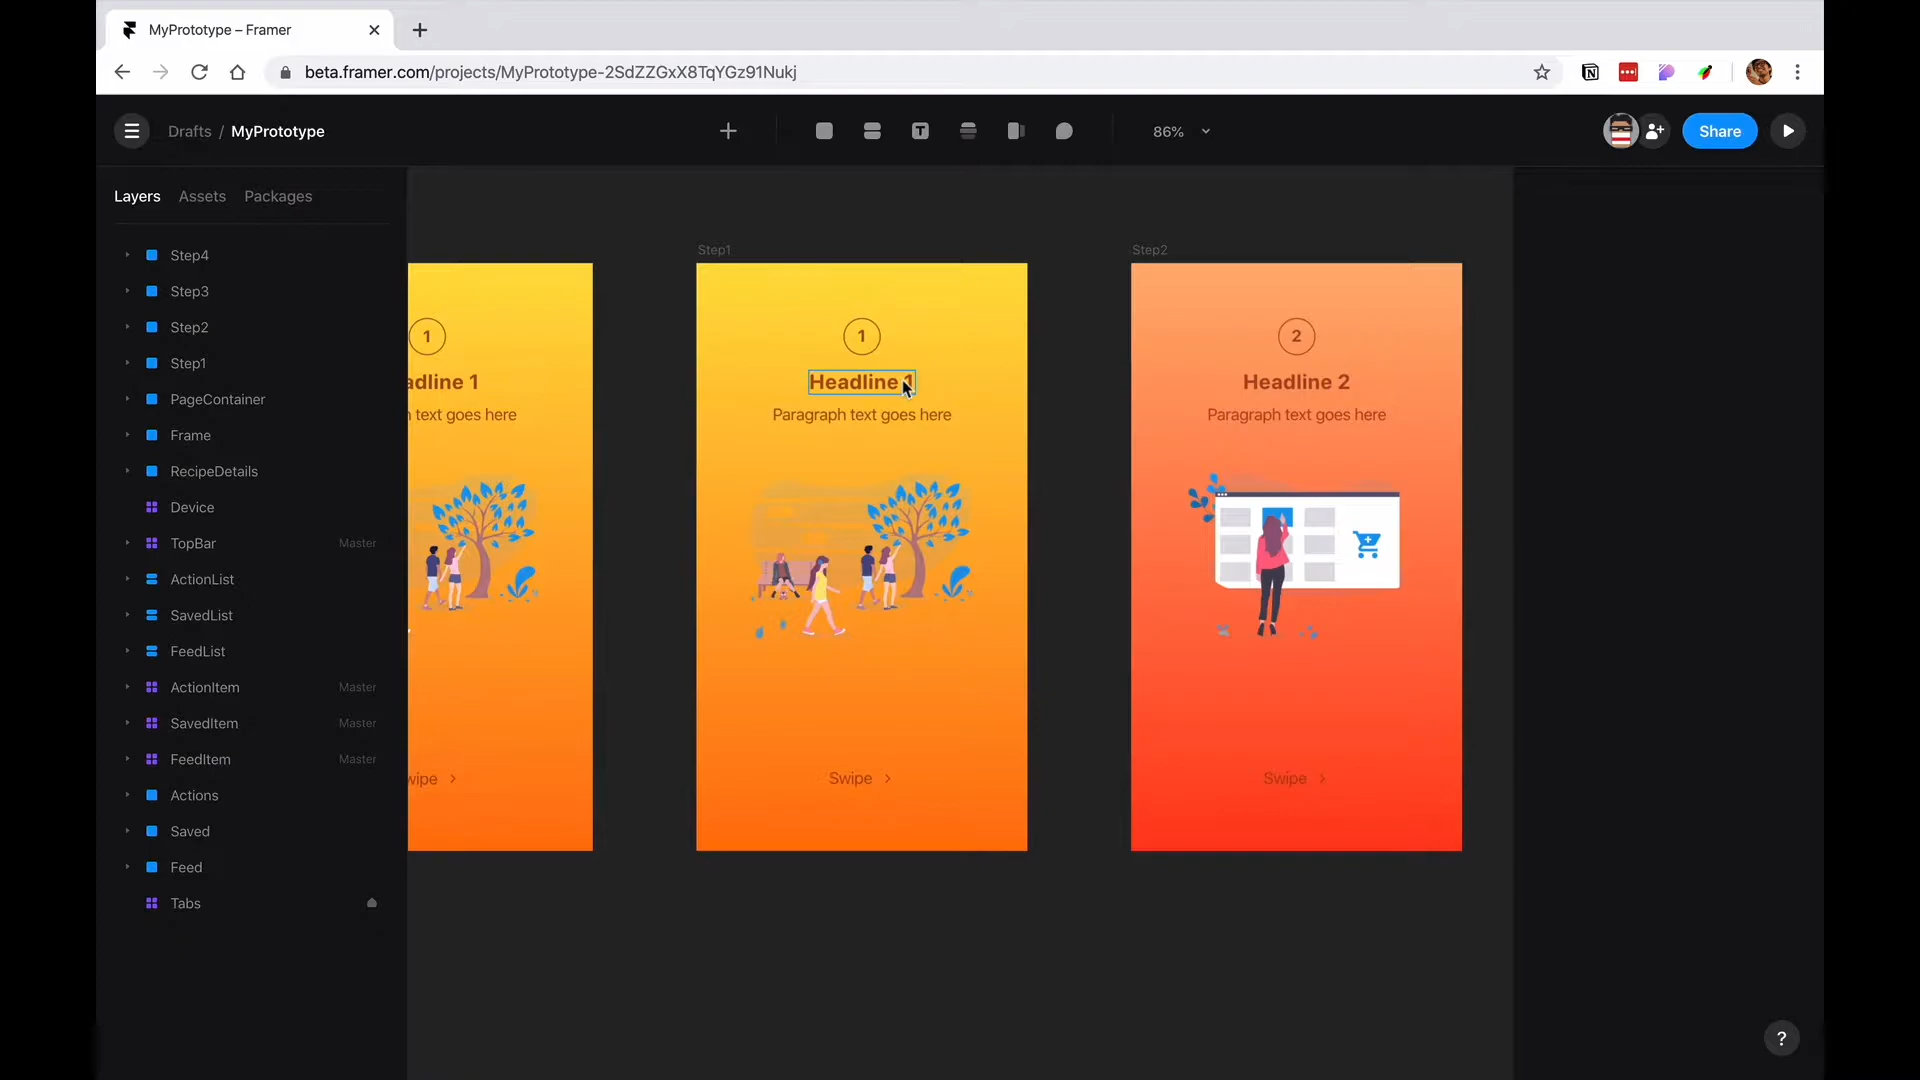 MyPrototype – Framer
beta.framer.com/projects/MyPrototype-2SdZZGxX8TqYGz91Nukj
Drafts / MyPrototype
T
86%
Share
Layers
Assets
Packages
Step4
Step3
Step2
Step1
PageContainer
Frame
RecipeDetails
Device
TopBar Master
ActionList
SavedList
FeedList
ActionItem Master
SavedItem Master
FeedItem Master
Actions
Saved
Feed
Tabs
1
adline 1
text goes here
wipe >
Step1
1
Headline 1
Paragraph text goes here
Swipe >
Step2
2
Headline 2
Paragraph text goes here
Swipe >
?